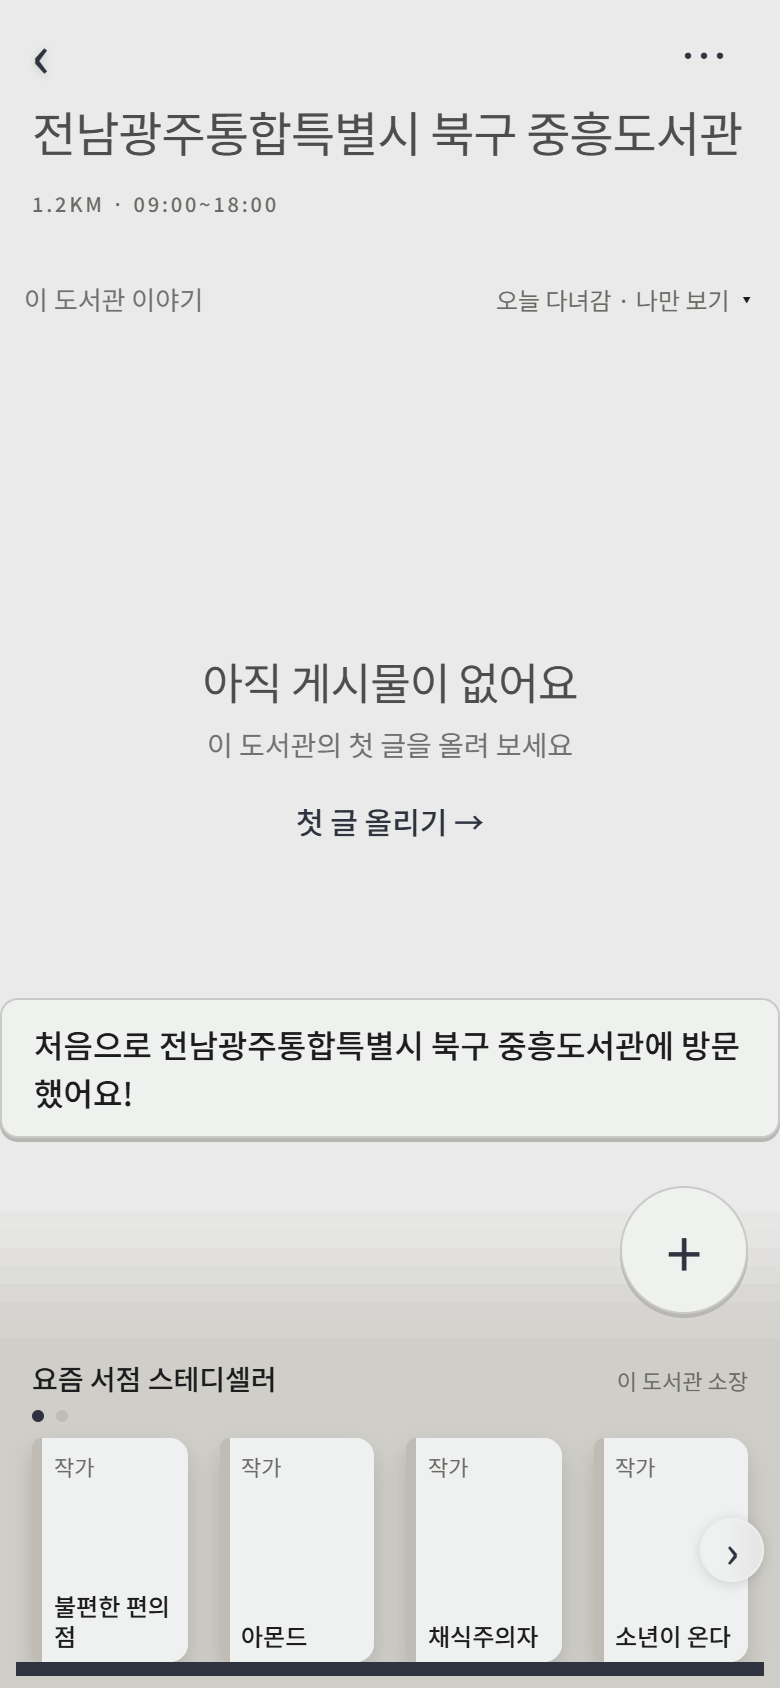 전남광주통합특별시 북구 중흥도서관
1.2KM · 09:00~18:00
이 도서관 이야기
오늘 다녀감 · 나만 보기 ▾
아직 게시물이 없어요
이 도서관의 첫 글을 올려 보세요
첫 글 올리기 →
처음으로 전남광주통합특별시 북구 중흥도서관에 방문
했어요!
+
요즘 서점 스테디셀러
이 도서관 소장
작가
불편한 편의
점
작가
아몬드
작가
채식주의자
작가
소년이 온다